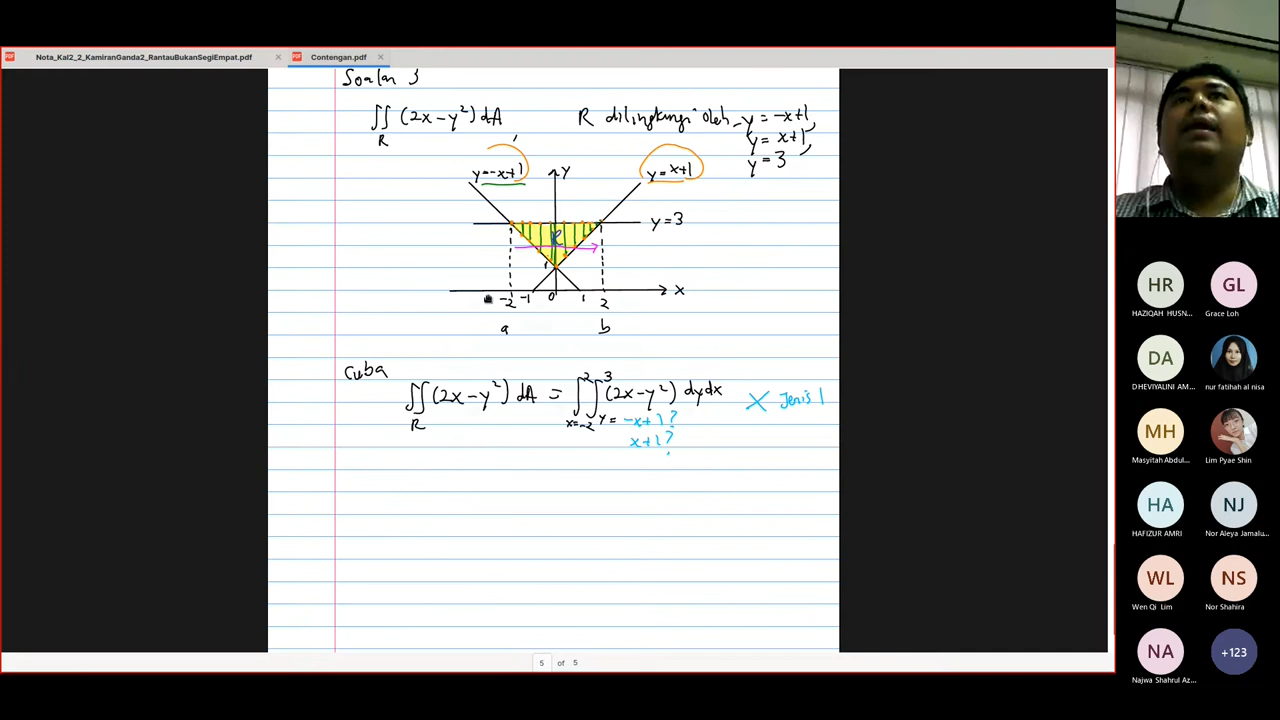 Nota_Kal2_2_KamiranGanda2_RantauBukanSegiEmpat.pdf
Contengan.pdf
Soalan 3
∬_R (2x-y²) dA
R dilingkungi oleh y = -x+1,
y = x+1,
y = 3
y=-x+1
y
y=x+1
y=3
R
1
-2 -1 0 1 2
x
a b
Cuba
∬_R (2x-y²) dA = ∫_{x=-2}^{2} ∫_{y=}^{3} (2x-y²) dy dx
-x+1?
x+1?
X Jenis 1
5 of 5
HR
HAZIQAH HUSN...
GL
Grace Loh
DA
DHEVIYALINI AM...
nur fatihah al nisa
MH
Masyitah Abdul...
Lim Pyae Shin
HA
HAFIZUR AMRI
NJ
Nor Aleya Jamalu...
WL
Wen Qi Lim
NS
Nor Shahira
NA
Najwa Shahrul Az...
+123